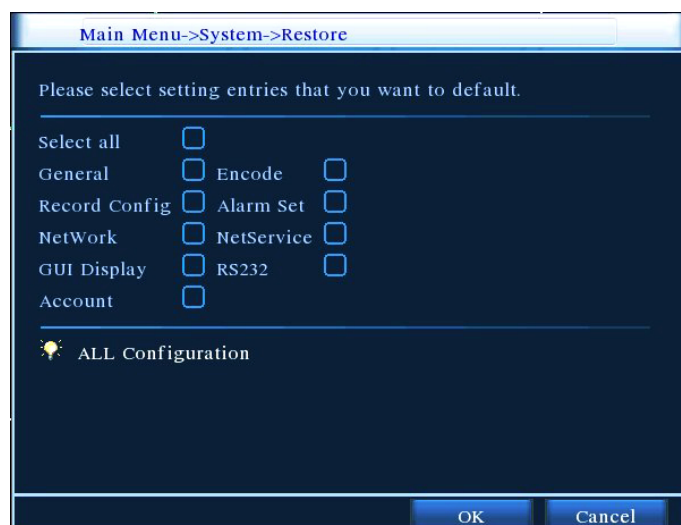 Main Menu->System->Restore
Please select setting entries that you want to default.
Select all
General Encode
Record Config Alarm Set
NetWork NetService
GUI Display RS232
Account
ALL Configuration
OK Cancel